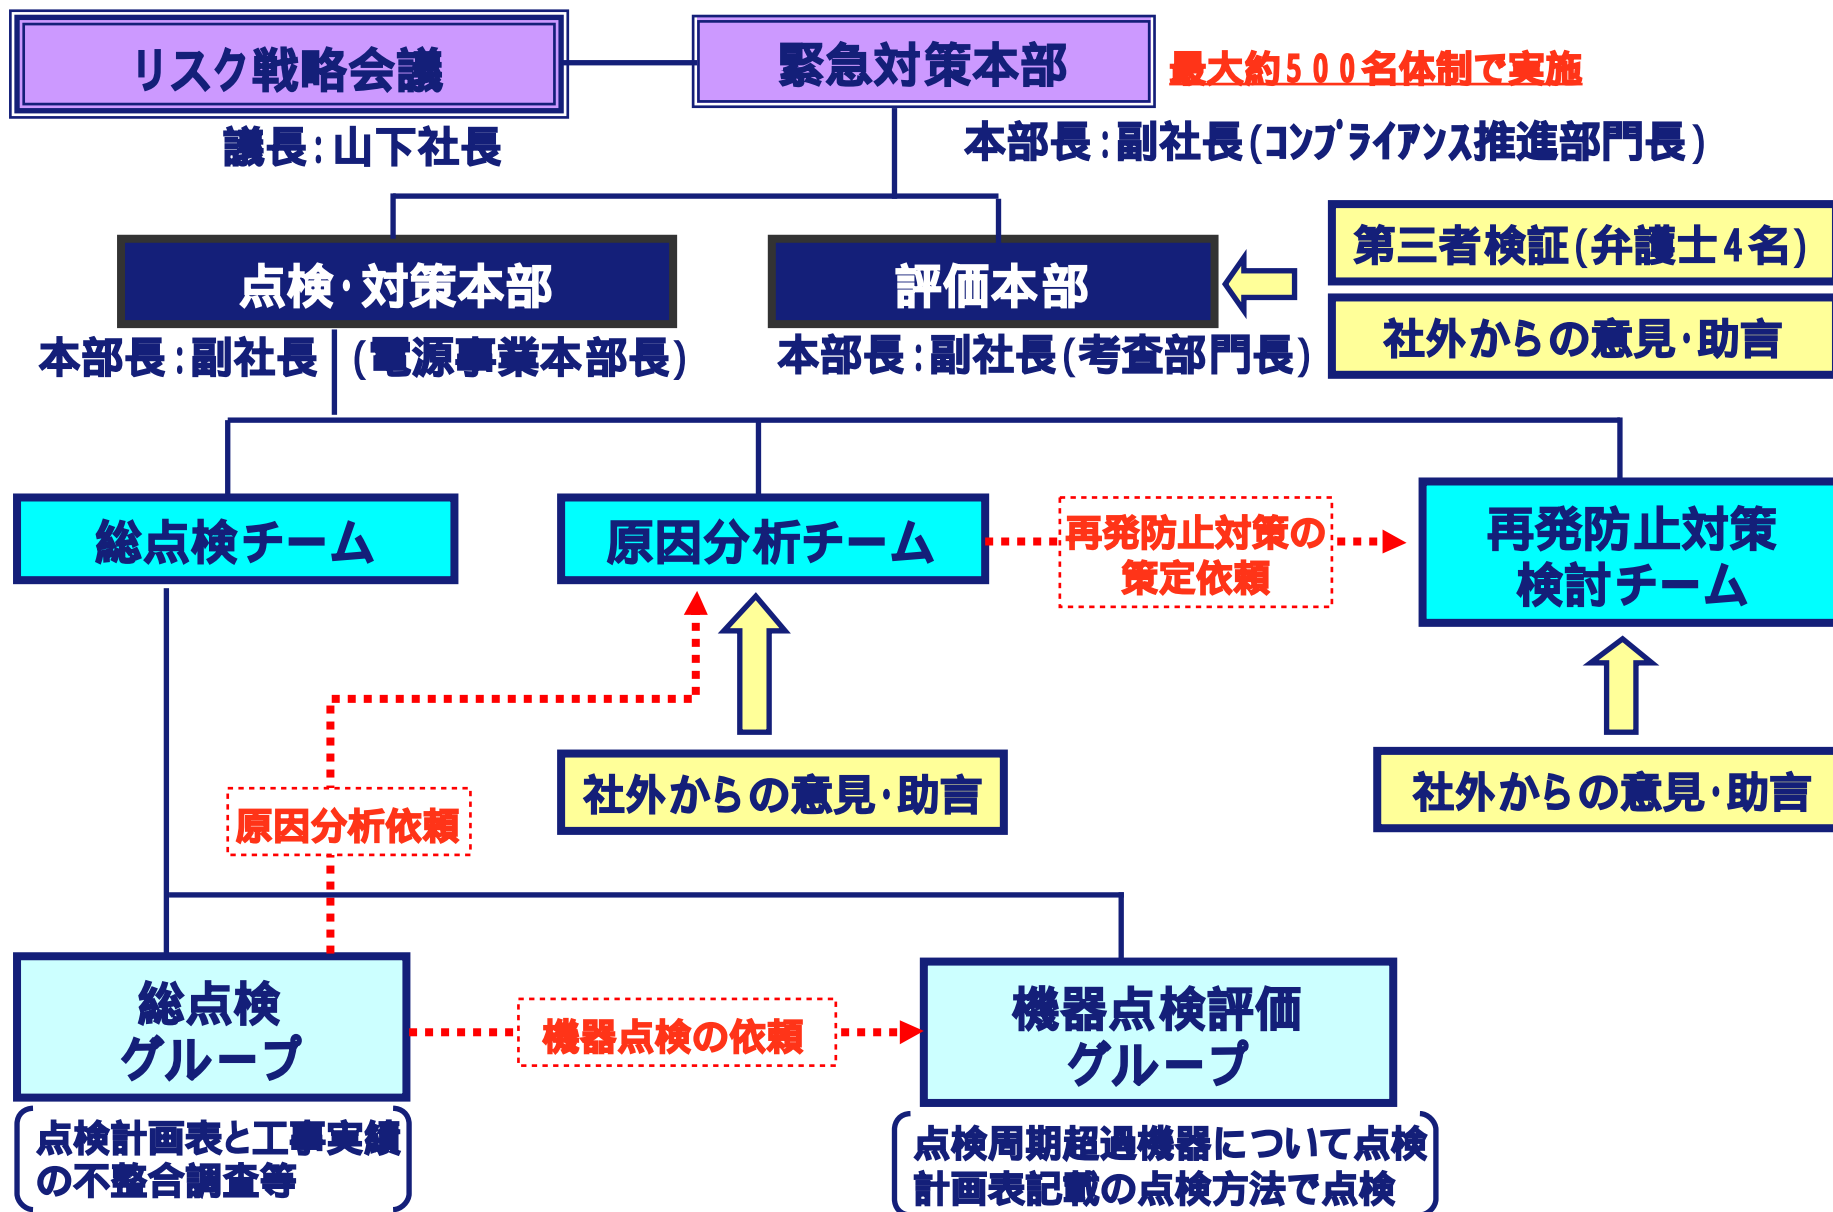 リスク戦略会議
緊急対策本部
最大約500名体制で実施
議長:山下社長
本部長:副社長(ｺﾝﾌﾟﾗｲｱﾝｽ推進部門長)
点検・対策本部
評価本部
第三者検証(弁護士4名)
社外からの意見・助言
本部長:副社長 (電源事業本部長)
本部長:副社長(考査部門長)
総点検チーム
原因分析チーム
再発防止対策の
策定依頼
再発防止対策
検討チーム
社外からの意見・助言
社外からの意見・助言
原因分析依頼
総点検
グループ
機器点検の依頼
機器点検評価
グループ
点検計画表と工事実績
の不整合調査等
点検周期超過機器について点検
計画表記載の点検方法で点検